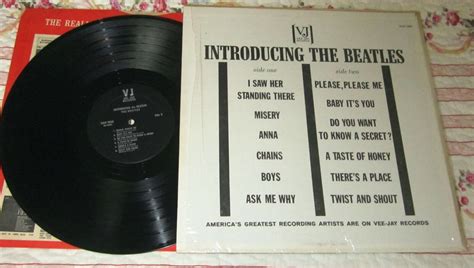 THE REAL
VJ
INTRODUCING THE BEATLES
side one
I SAW HER
STANDING THERE
MISERY
ANNA
CHAINS
BOYS
ASK ME WHY
side two
PLEASE, PLEASE ME
BABY IT'S YOU
DO YOU WANT
TO KNOW A SECRET?
A TASTE OF HONEY
THERE'S A PLACE
TWIST AND SHOUT
AMERICA'S GREATEST RECORDING ARTISTS ARE ON VEE-JAY RECORDS
VJ
THE BEATLES